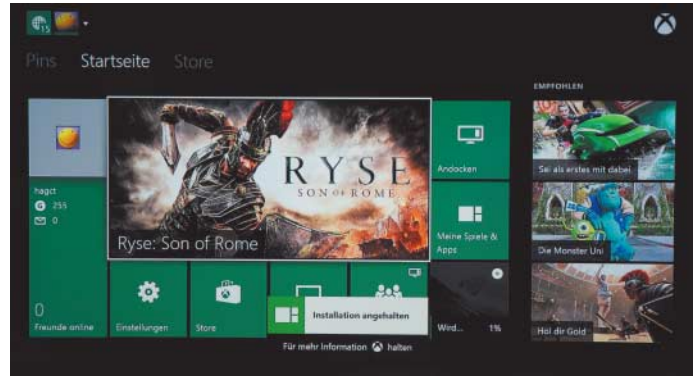 15
Pins Startseite Store
EMPFOHLEN
RYSE
SON OF ROME
Ryse: Son of Rome
Andocken
Sei als erstes mit dabei
hagct
G 255
0
Meine Spiele &
Apps
Die Monster Uni
0
Freunde online
Einstellungen
Store
Installation angehalten
Wird... 1%
Hol dir Gold
Für mehr Information halten